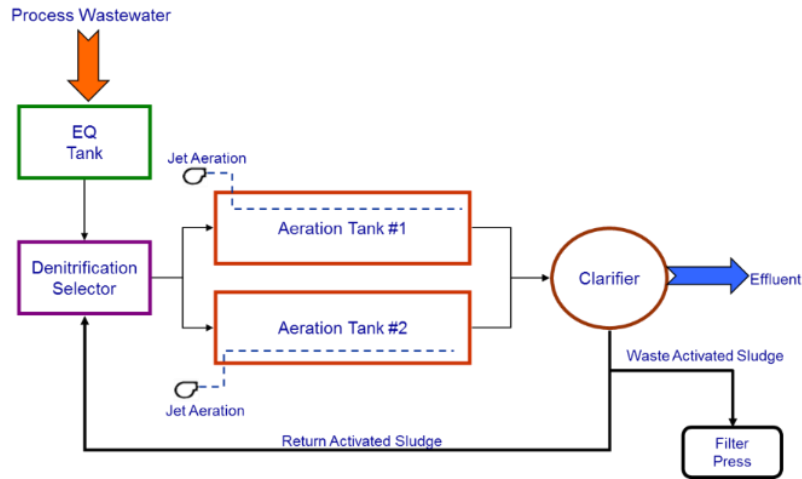 Process Wastewater
EQ
Tank
Jet Aeration
Aeration Tank #1
Denitrification
Selector
Clarifier
Effluent
Aeration Tank #2
Waste Activated Sludge
Jet Aeration
Return Activated Sludge
Filter
Press